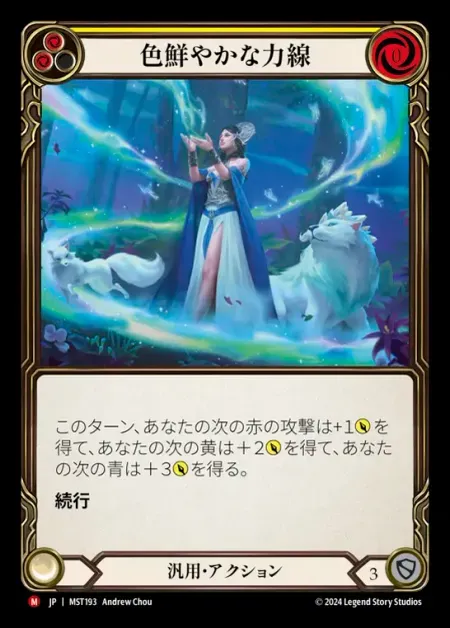 色鮮やかな力線
0
このターン、あなたの次の赤の攻撃は+1を
得て、あなたの次の黄は＋2を得て、あなた
の次の青は＋3を得る。
続行
汎用・アクション
3
M JP | MST193 Andrew Chou
© 2024 Legend Story Studios